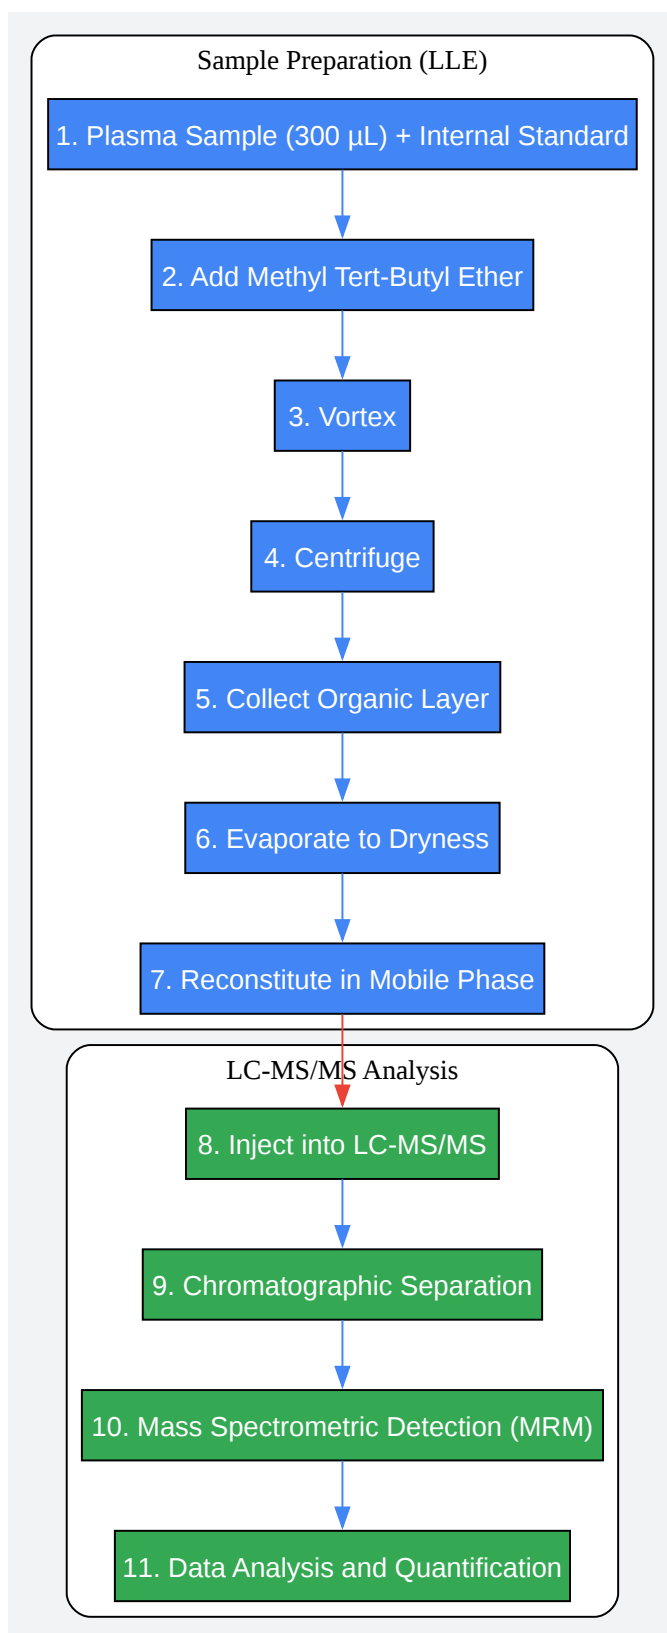 Sample Preparation (LLE)
1. Plasma Sample (300 µL) + Internal Standard
2. Add Methyl Tert-Butyl Ether
3. Vortex
4. Centrifuge
5. Collect Organic Layer
6. Evaporate to Dryness
7. Reconstitute in Mobile Phase
LC-MS/MS Analysis
8. Inject into LC-MS/MS
9. Chromatographic Separation
10. Mass Spectrometric Detection (MRM)
11. Data Analysis and Quantification